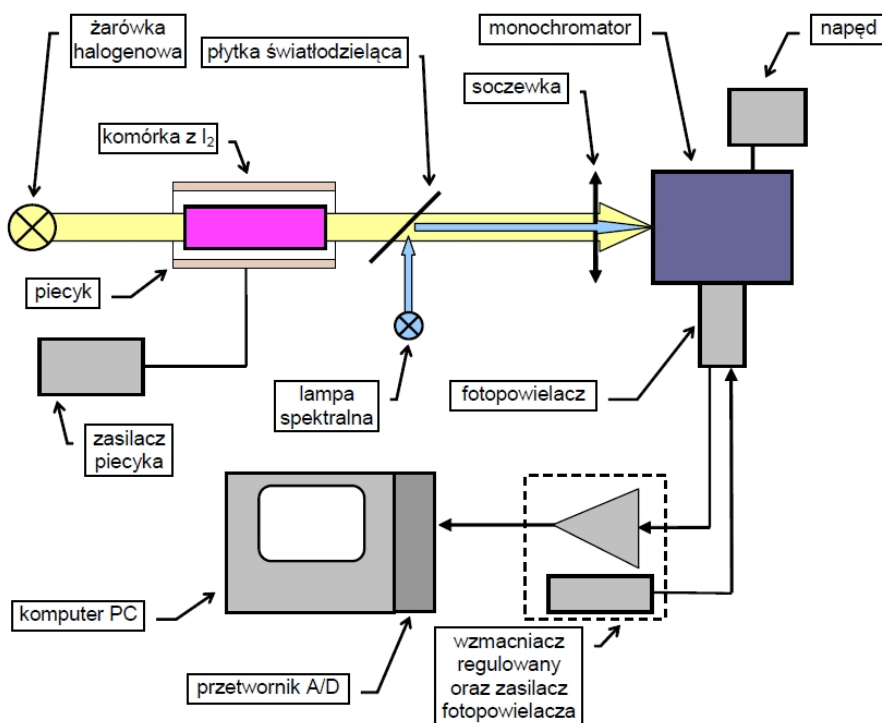 żarówka
halogenowa
płytka światłodzieląca
monochromator
napęd
soczewka
komórka z I₂
piecyk
lampa
spektralna
fotopowielacz
zasilacz
piecyka
komputer PC
przetwornik A/D
wzmacniacz
regulowany
oraz zasilacz
fotopowielacza